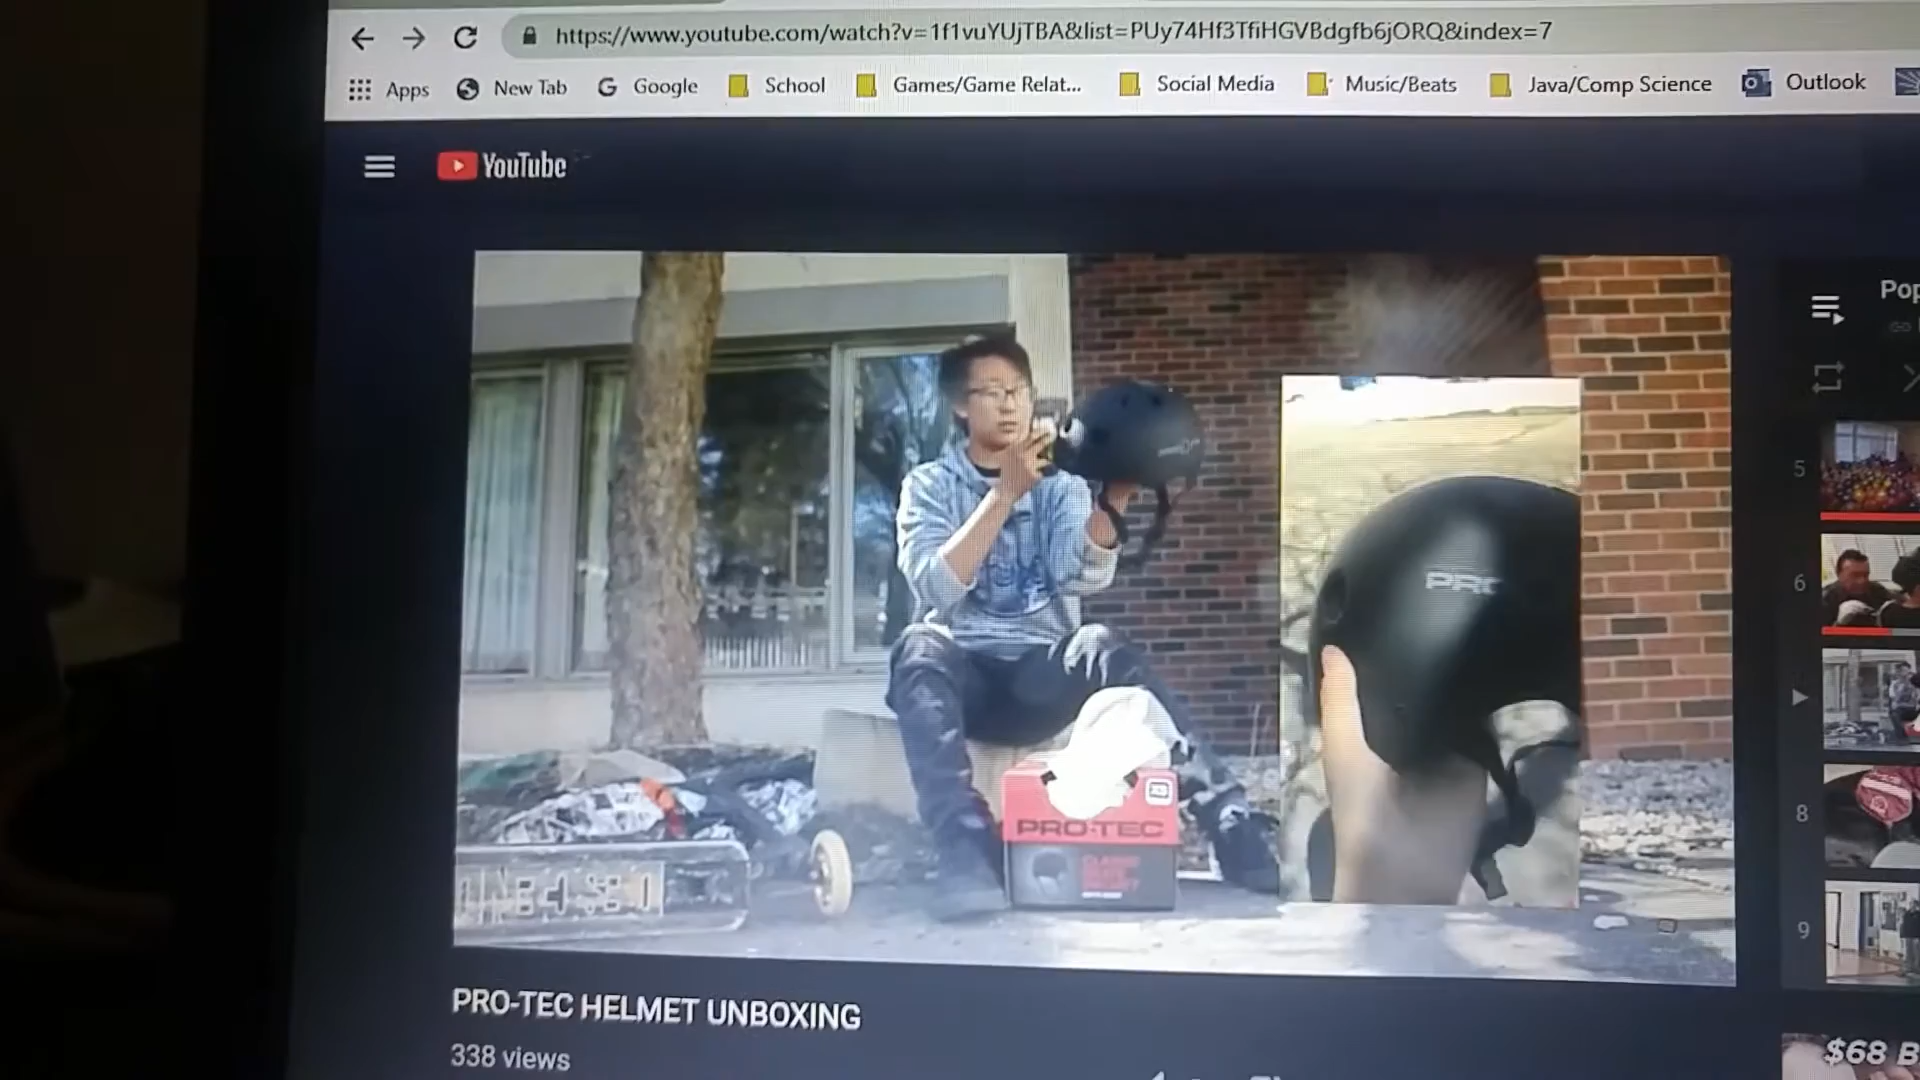 https://www.youtube.com/watch?v=1f1vuYUjTBA&list=PUy74Hf3TfiHGVBdgfb6jORQ&index=7
Apps New Tab Google School Games/Game Relat... Social Media Music/Beats Java/Comp Science Outlook
YouTube
Pop
5
PRO
6
XS
PRO-TEC
8
9
PRO-TEC HELMET UNBOXING
338 views
$68 B